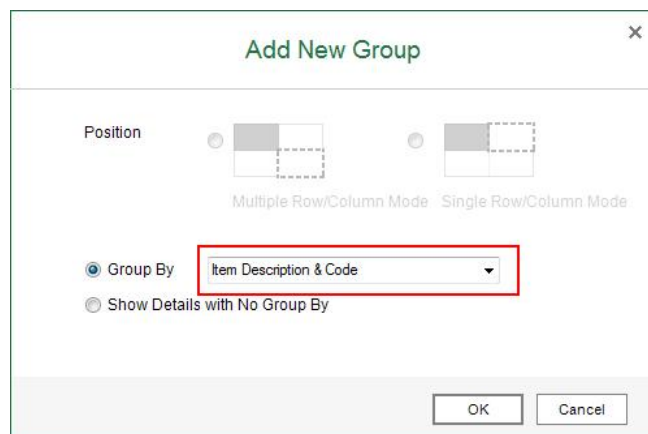 Add New Group
Position
Multiple Row/Column Mode Single Row/Column Mode
Group By Item Description & Code
Show Details with No Group By
OK Cancel